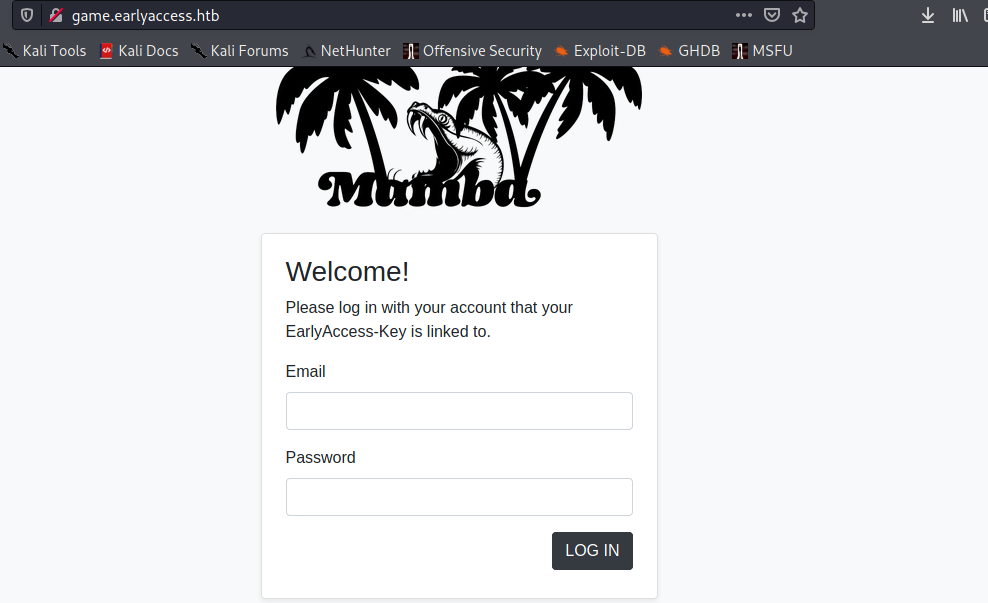 game.earlyaccess.htb
Kali Tools Kali Docs Kali Forums NetHunter Offensive Security Exploit-DB GHDB MSFU
Mamba
Welcome!
Please log in with your account that your
EarlyAccess-Key is linked to.
Email
Password
LOG IN